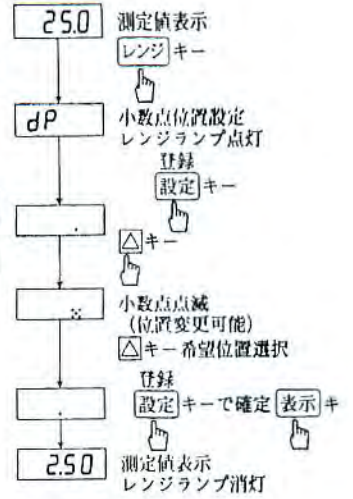 25.0 測定値表示
レンジ キー
dP 小数点位置設定
レンジランプ点灯
登録
設定 キー
.
△ キー
小数点点滅
(位置変更可能)
△キー希望位置選択
登録
. 設定 キーで確定 表示 キ
2.50 測定値表示
レンジランプ消灯